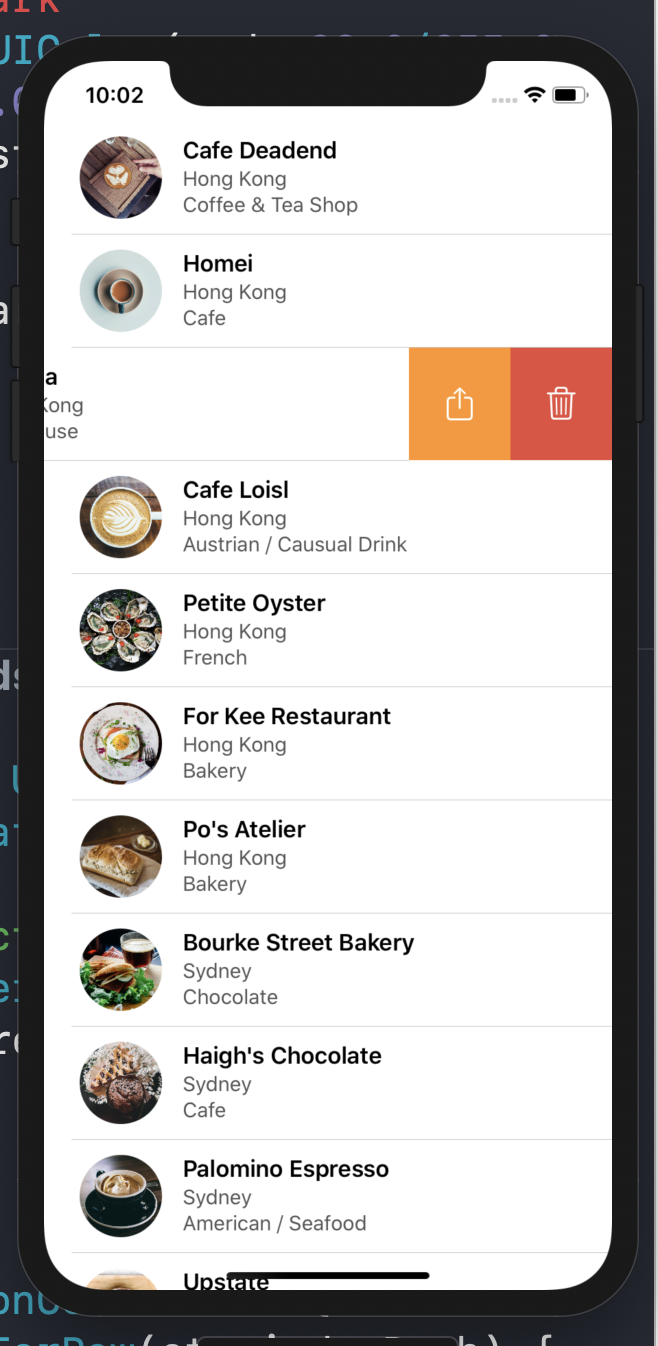 10:02
Cafe Deadend
Hong Kong
Coffee & Tea Shop
Homei
Hong Kong
Cafe
a
Kong
use
Cafe Loisl
Hong Kong
Austrian / Causual Drink
Petite Oyster
Hong Kong
French
For Kee Restaurant
Hong Kong
Bakery
Po's Atelier
Hong Kong
Bakery
Bourke Street Bakery
Sydney
Chocolate
Haigh's Chocolate
Sydney
Cafe
Palomino Espresso
Sydney
American / Seafood
Upstate